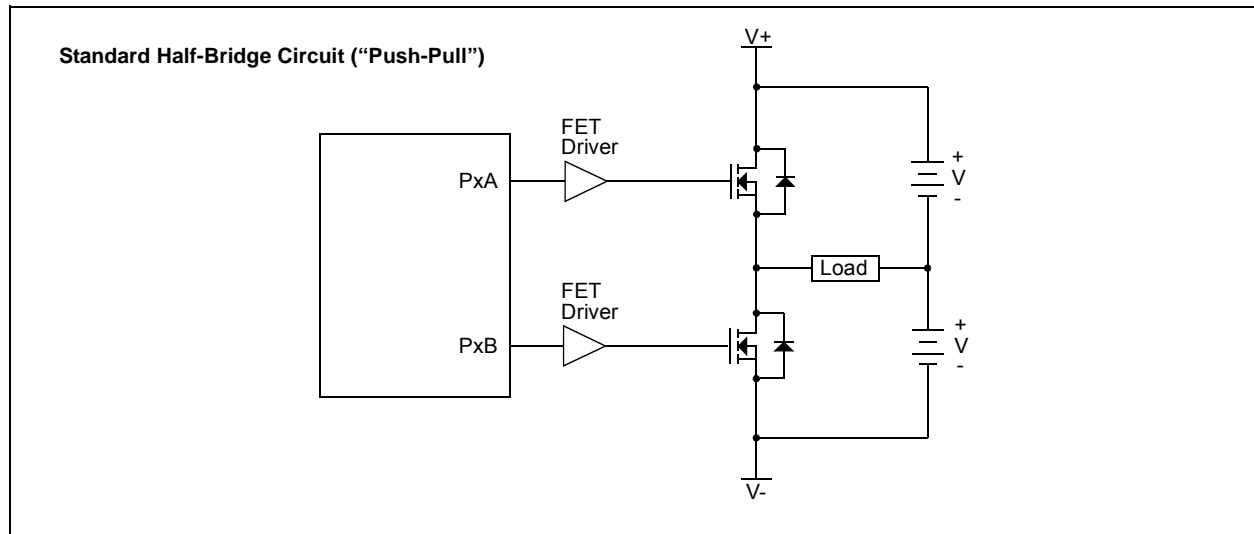 Standard Half-Bridge Circuit (“Push-Pull”)
V+
FET
Driver
PxA
+
V
-
Load
FET
Driver
PxB
+
V
-
V-